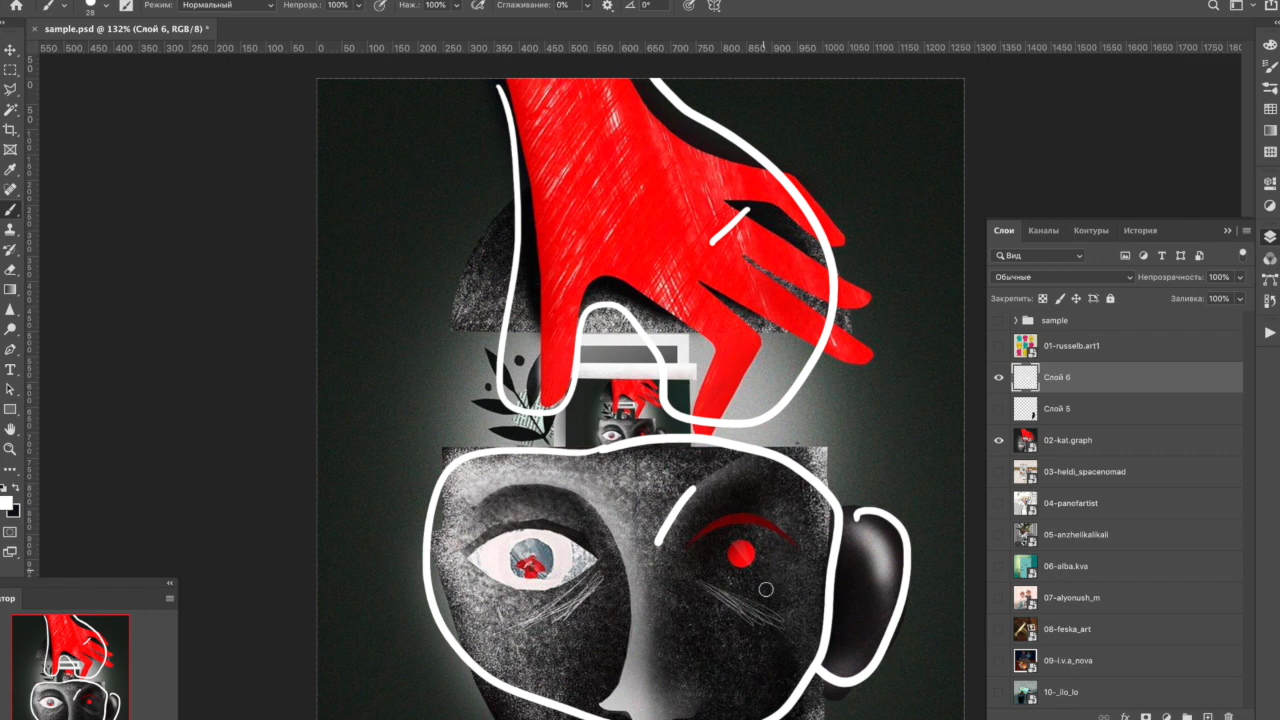 Режим: Нормальный Непрозр.: 100% Наж.: 100% Сглаживание: 0% 0°
28
sample.psd @ 132% (Слой 6, RGB/8) *
550 500 450 400 350 300 250 200 150 100 50 0 50 100 150 200 250 300 350 400 450 500 550 600 650 700 750 800 850 900 950 1000 1050 1100 1150 1200 1250 1300 1350 1400 1450 1500 1550 1600 1650 1700 1750
Слои Каналы Контуры История
Вид
Обычные Непрозрачность: 100%
Закрепить: Заливка: 100%
sample
01-russelb.art1
Слой 6
Слой 5
02-kat.graph
03-heldi_spacenomad
04-panofartist
05-anzhelikalikali
06-alba.kva
07-alyonush_m
08-feska_art
09-i.v.a_nova
10-_ilo_lo
тор